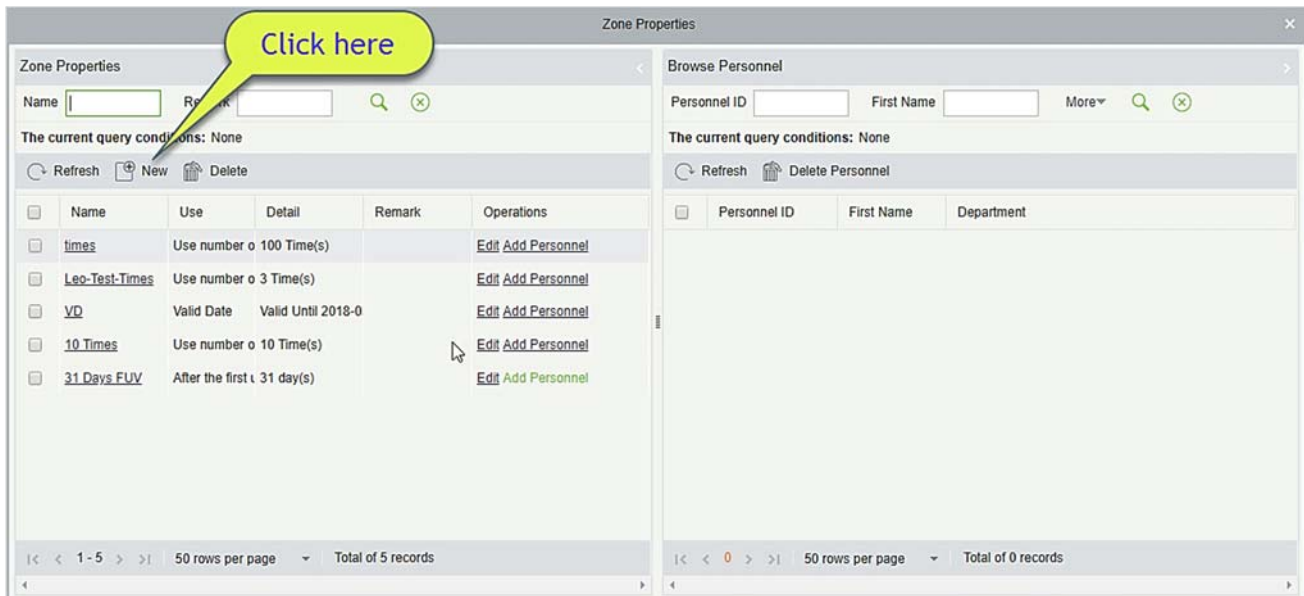 Zone Properties
Click here
Zone Properties
Name Remark
The current query conditions: None
Refresh New Delete
Name Use Detail Remark Operations
times Use number o 100 Time(s) Edit Add Personnel
Leo-Test-Times Use number o 3 Time(s) Edit Add Personnel
VD Valid Date Valid Until 2018-0 Edit Add Personnel
10 Times Use number o 10 Time(s) Edit Add Personnel
31 Days FUV After the first u 31 day(s) Edit Add Personnel
1 - 5 50 rows per page Total of 5 records
Browse Personnel
Personnel ID First Name More
The current query conditions: None
Refresh Delete Personnel
Personnel ID First Name Department
0 50 rows per page Total of 0 records